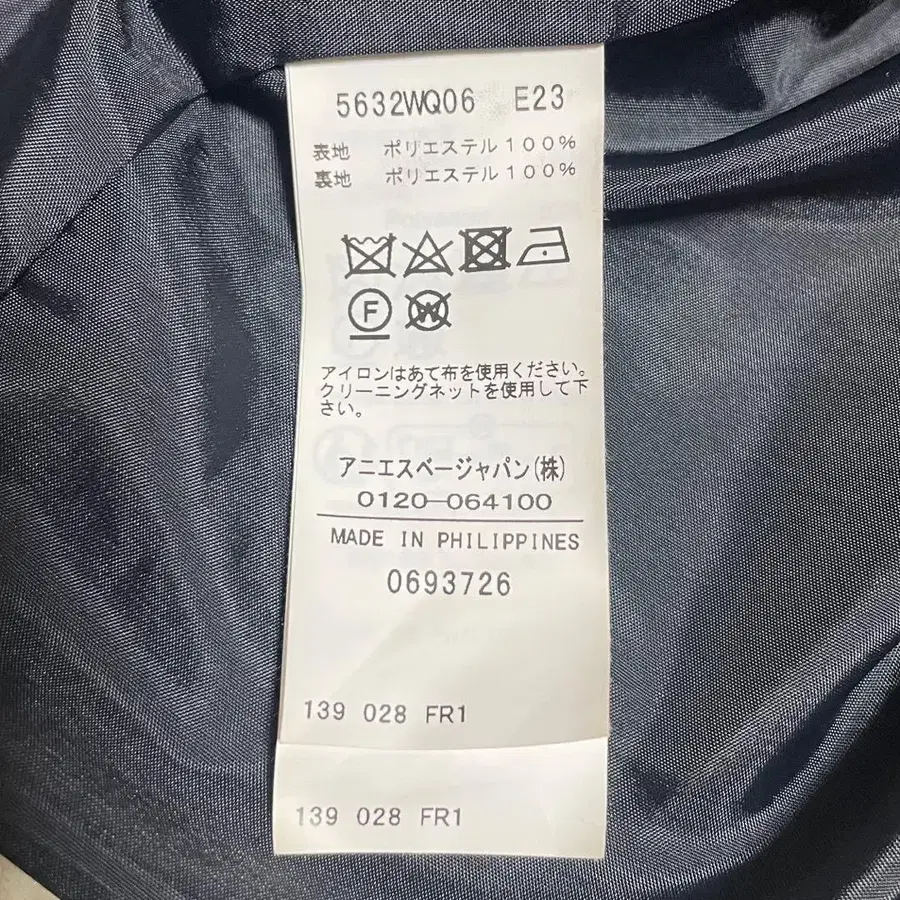 5632WQ06 E23
表地 ポリエステル100%
裏地 ポリエステル100%
F
W
アイロンはあて布を使用ください。
クリーニングネットを使用して下
さい。
アニエスベージャパン(株)
0120-064100
MADE IN PHILIPPINES
0693726
139 028 FR1
139 028 FR1